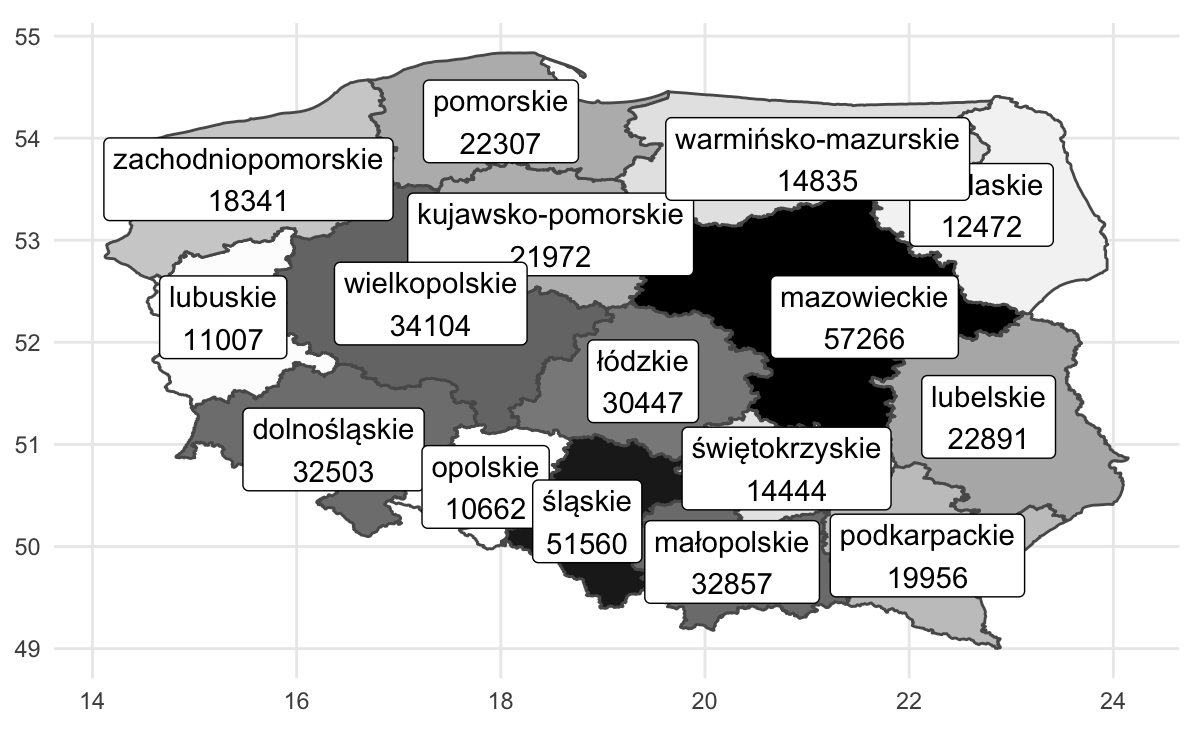 55
54
53
52
51
50
49
pomorskie
22307
zachodniopomorskie
18341
warmińsko-mazurskie
14835
laskie
12472
kujawsko-pomorskie
21972
wielkopolskie
34104
lubuskie
11007
mazowieckie
57266
łódzkie
30447
lubelskie
22891
dolnośląskie
32503
świętokrzyskie
14444
opolskie
10662
śląskie
51560
małopolskie
32857
podkarpackie
19956
14
16
18
20
22
24